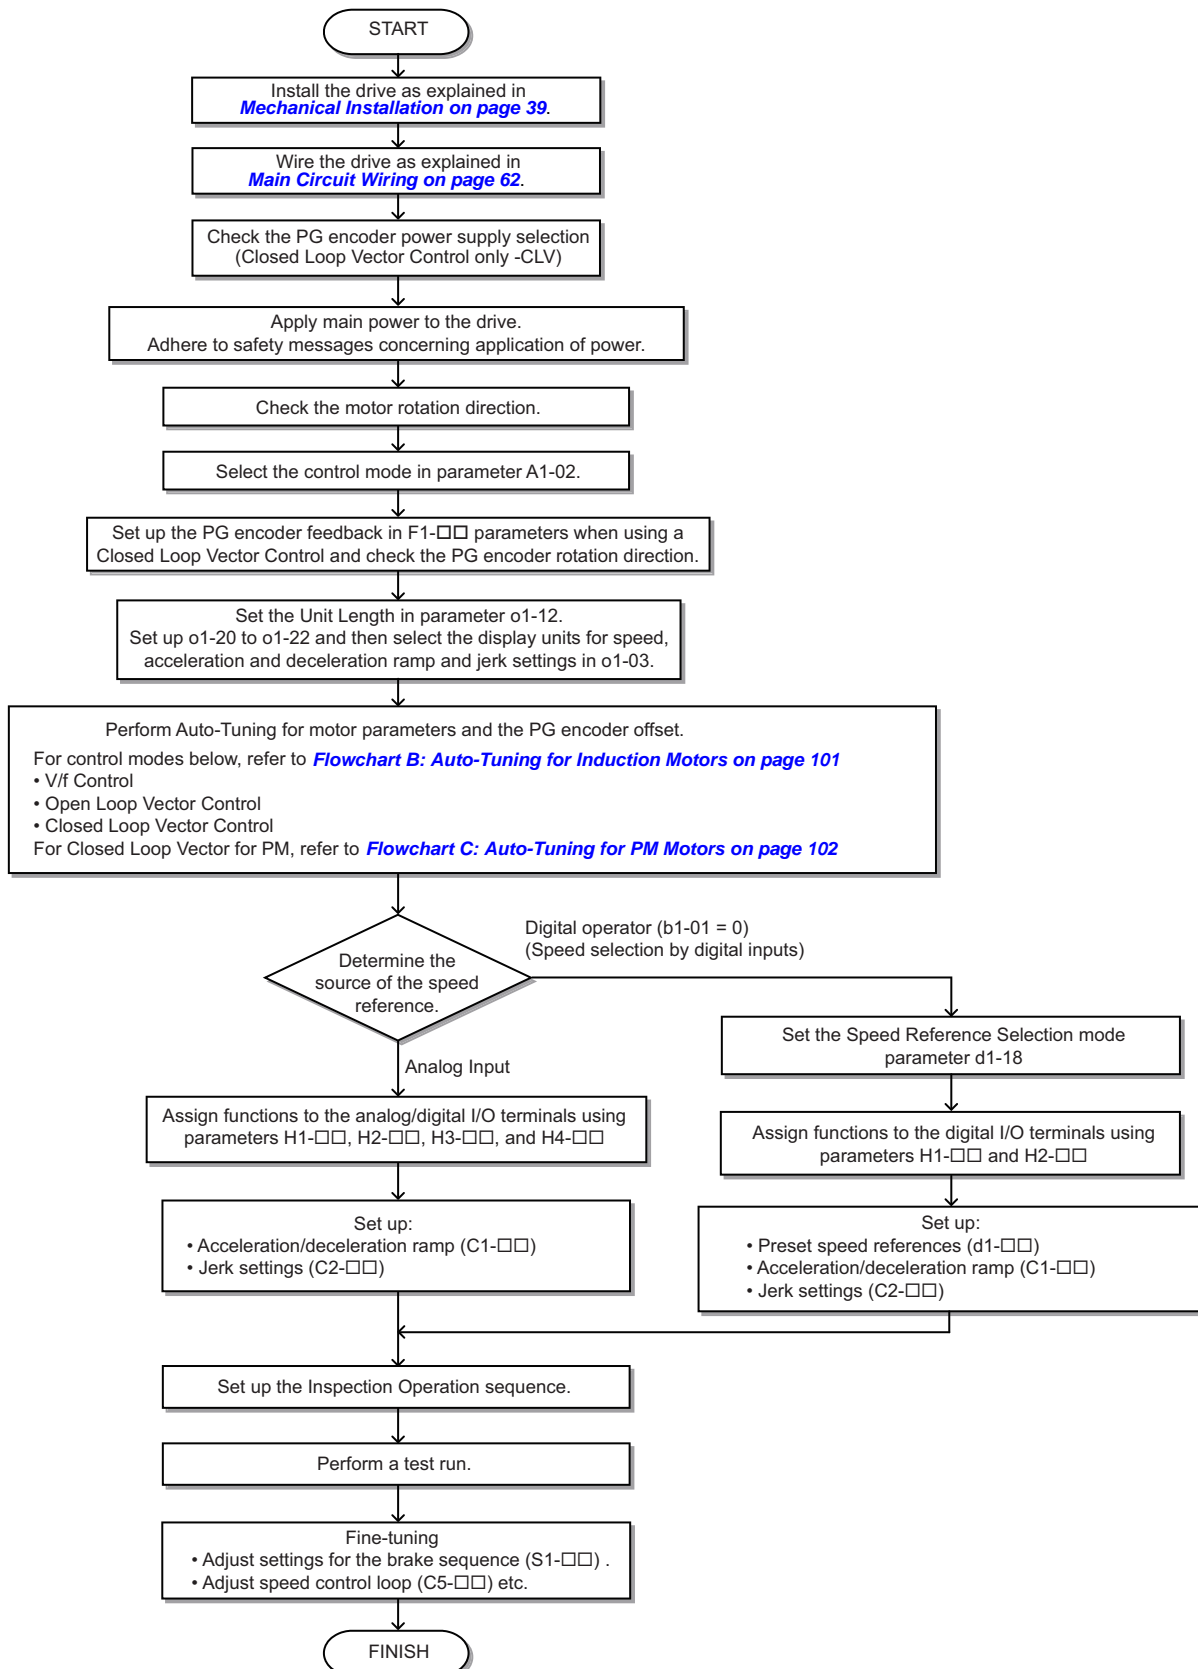 START
Install the drive as explained in
Mechanical Installation on page 39.
Wire the drive as explained in
Main Circuit Wiring on page 62.
Check the PG encoder power supply selection
(Closed Loop Vector Control only -CLV)
Apply main power to the drive.
Adhere to safety messages concerning application of power.
Check the motor rotation direction.
Select the control mode in parameter A1-02.
Set up the PG encoder feedback in F1-□□ parameters when using a
Closed Loop Vector Control and check the PG encoder rotation direction.
Set the Unit Length in parameter o1-12.
Set up o1-20 to o1-22 and then select the display units for speed,
acceleration and deceleration ramp and jerk settings in o1-03.
Perform Auto-Tuning for motor parameters and the PG encoder offset.
For control modes below, refer to Flowchart B: Auto-Tuning for Induction Motors on page 101
• V/f Control
• Open Loop Vector Control
• Closed Loop Vector Control
For Closed Loop Vector for PM, refer to Flowchart C: Auto-Tuning for PM Motors on page 102
Determine the
source of the speed
reference.
Digital operator (b1-01 = 0)
(Speed selection by digital inputs)
Analog Input
Assign functions to the analog/digital I/O terminals using
parameters H1-□□, H2-□□, H3-□□, and H4-□□
Set up:
• Acceleration/deceleration ramp (C1-□□)
• Jerk settings (C2-□□)
Set the Speed Reference Selection mode
parameter d1-18
Assign functions to the digital I/O terminals using
parameters H1-□□ and H2-□□
Set up:
• Preset speed references (d1-□□)
• Acceleration/deceleration ramp (C1-□□)
• Jerk settings (C2-□□)
Set up the Inspection Operation sequence.
Perform a test run.
Fine-tuning
• Adjust settings for the brake sequence (S1-□□) .
• Adjust speed control loop (C5-□□) etc.
FINISH